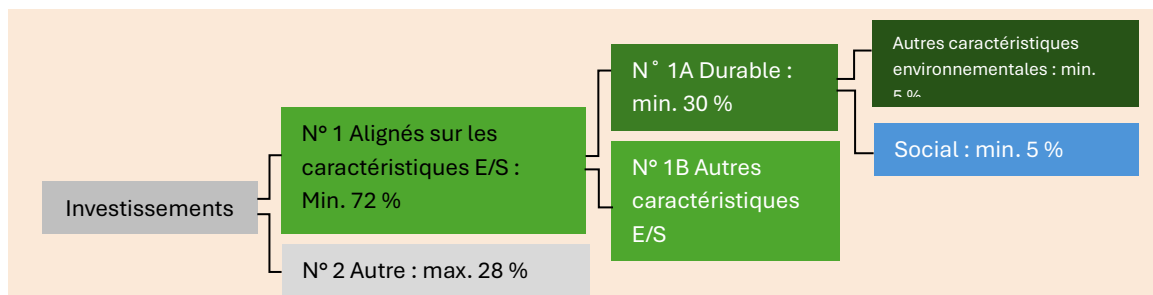 Investissements
N° 1 Alignés sur les
caractéristiques E/S :
Min. 72 %
N° 2 Autre : max. 28 %
N˚ 1A Durable :
min. 30 %
N° 1B Autres
caractéristiques
E/S
Autres caractéristiques
environnementales : min.
5 %
Social : min. 5 %